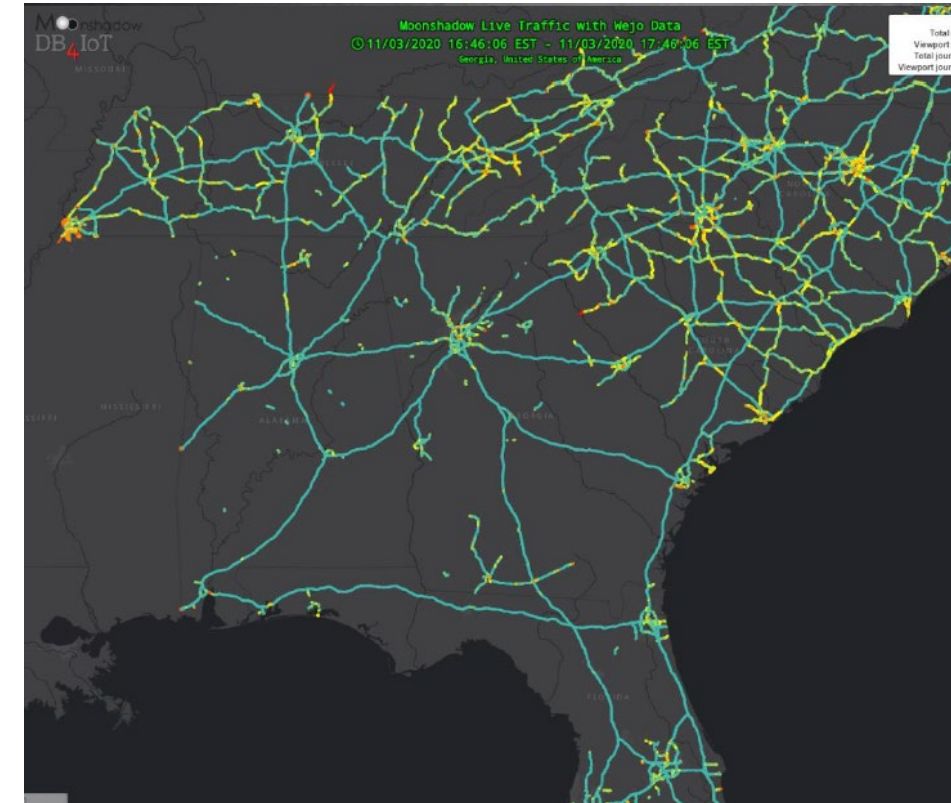 Moonshadow
DB4IoT
Moonshadow Live Traffic with Wejo Data
11/03/2020 16:46:06 EST - 11/03/2020 17:46:06 EST
Georgia, United States of America
Total
Viewport
Total jour
Viewport jour
MISSOURI
SOUTH
CAROLINA
MISSISSIPPI
ALABAMA
GEORGIA
FLORIDA